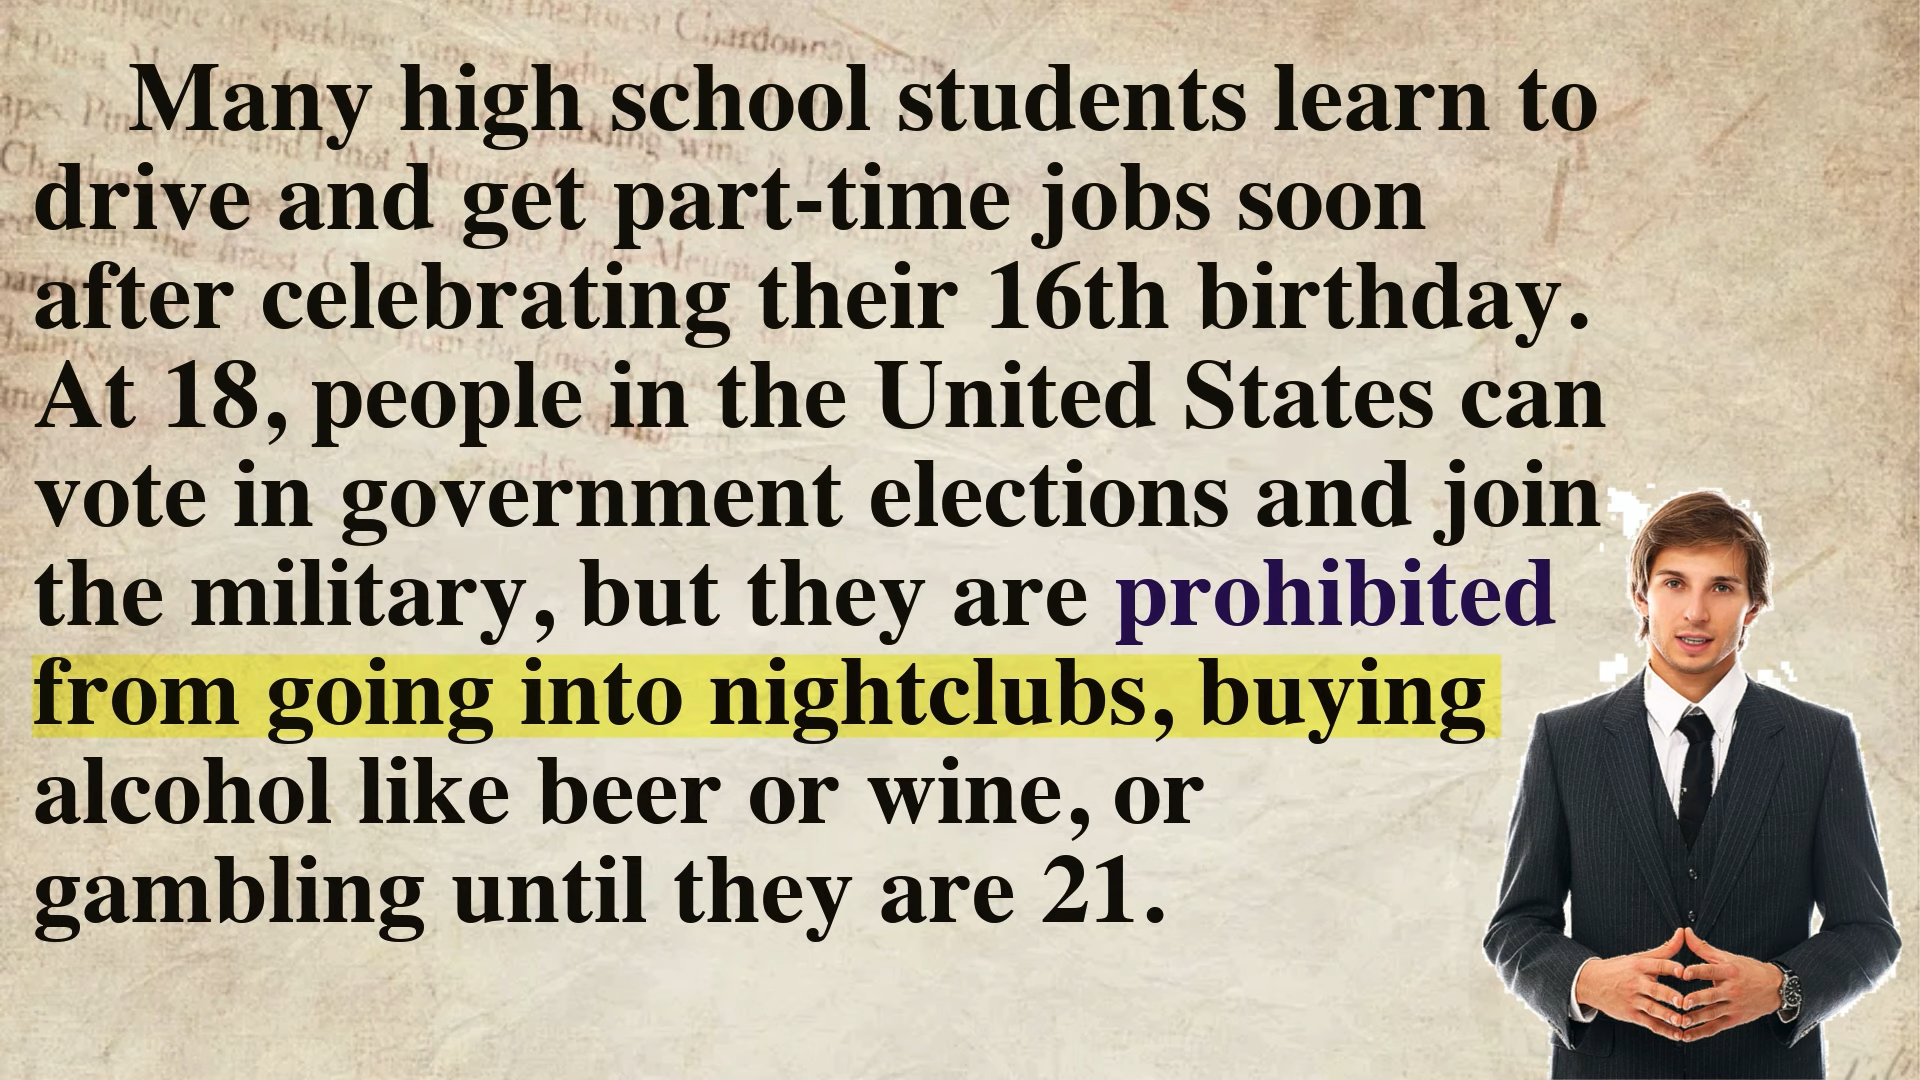 Many high school students learn to
drive and get part-time jobs soon
after celebrating their 16th birthday.
At 18, people in the United States can
vote in government elections and join
the military, but they are prohibited
from going into nightclubs, buying
alcohol like beer or wine, or
gambling until they are 21.